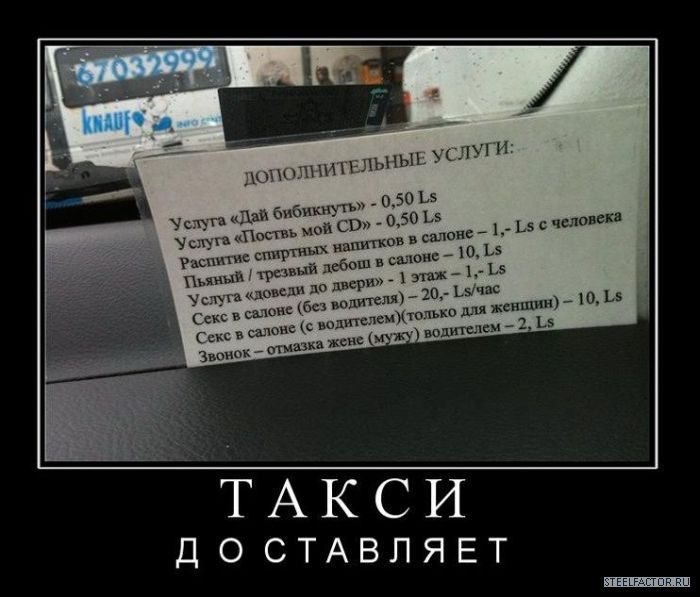 67032999
KNAUF INFO
ДОПОЛНИТЕЛЬНЫЕ УСЛУГИ:
Услуга «Дай бибикнуть» - 0,50 Ls
Услуга «Поствь мой CD» - 0,50 Ls
Распитие спиртных напитков в салоне – 1,- Ls с человека
Пьяный / трезвый дебош в салоне – 10, Ls
Услуга «доведи до двери» - 1 этаж – 1,- Ls
Секс в салоне (без водителя) – 20,- Ls/час
Секс в салоне (с водителем)(только для женщин) – 10, Ls
Звонок – отмазка жене (мужу) водителем – 2, Ls
ТАКСИ
ДОСТАВЛЯЕТ
STEELFACTOR.RU